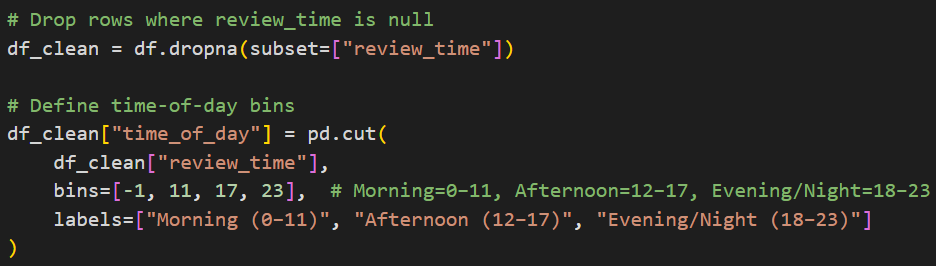 # Drop rows where review_time is null
df_clean = df.dropna(subset=["review_time"])
# Define time-of-day bins
df_clean["time_of_day"] = pd.cut(
    df_clean["review_time"],
    bins=[-1, 11, 17, 23],  # Morning=0–11, Afternoon=12–17, Evening/Night=18–23
    labels=["Morning (0–11)", "Afternoon (12–17)", "Evening/Night (18–23)"]
)